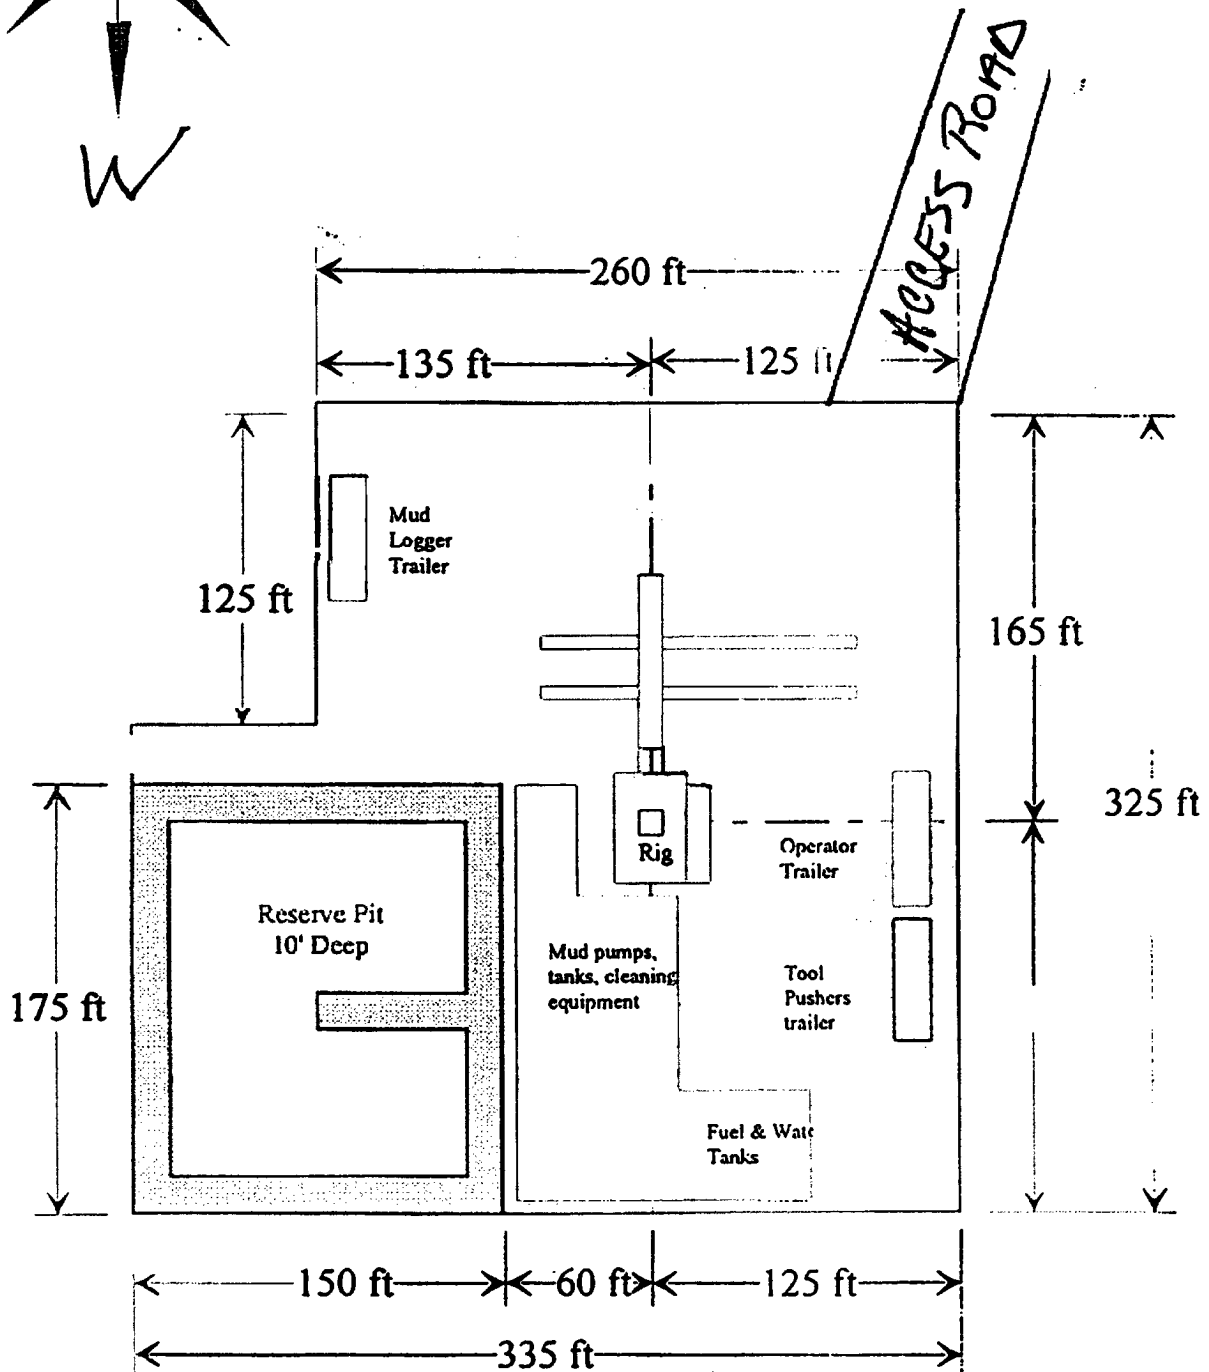 W
ACCESS ROAD
260 ft
135 ft
125 ft
Mud
Logger
Trailer
125 ft
165 ft
325 ft
Rig
Operator
Trailer
Reserve Pit
10' Deep
Mud pumps,
tanks, cleaning
equipment
Tool
Pushers
trailer
175 ft
Fuel & Wate
Tanks
150 ft
60 ft
125 ft
335 ft